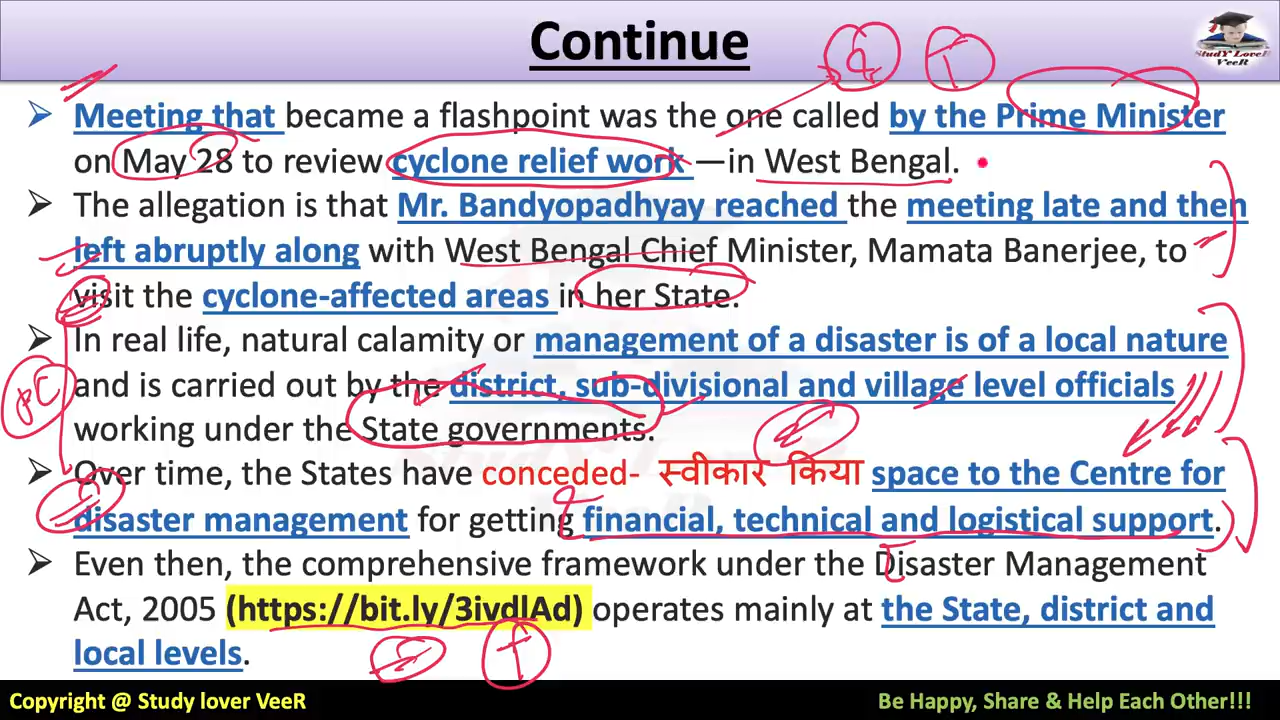 Continue
StudY LoveR
VeeR
Meeting that became a flashpoint was the one called by the Prime Minister
on May 28 to review cyclone relief work —in West Bengal.
The allegation is that Mr. Bandyopadhyay reached the meeting late and then
left abruptly along with West Bengal Chief Minister, Mamata Banerjee, to
visit the cyclone-affected areas in her State.
In real life, natural calamity or management of a disaster is of a local nature
and is carried out by the district, sub-divisional and village level officials
working under the State governments.
Over time, the States have conceded- स्वीकार किया space to the Centre for
disaster management for getting financial, technical and logistical support.
Even then, the comprehensive framework under the Disaster Management
Act, 2005 (https://bit.ly/3ivdlAd) operates mainly at the State, district and
local levels.
Copyright @ Study lover VeeR
Be Happy, Share & Help Each Other!!!